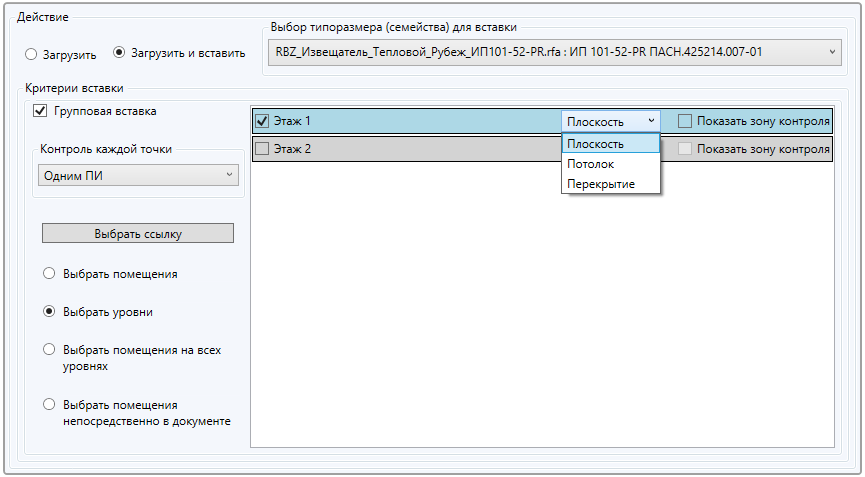 Действие
Загрузить
Загрузить и вставить
Выбор типоразмера (семейства) для вставки
RBZ_Извещатель_Тепловой_Рубеж_ИП101-52-PR.rfa : ИП 101-52-PR ПАСН.425214.007-01
Критерии вставки
Групповая вставка
Контроль каждой точки
Одним ПИ
Выбрать ссылку
Выбрать помещения
Выбрать уровни
Выбрать помещения на всех
уровнях
Выбрать помещения
непосредственно в документе
Этаж 1
Плоскость
Показать зону контроля
Этаж 2
Показать зону контроля
Плоскость
Потолок
Перекрытие